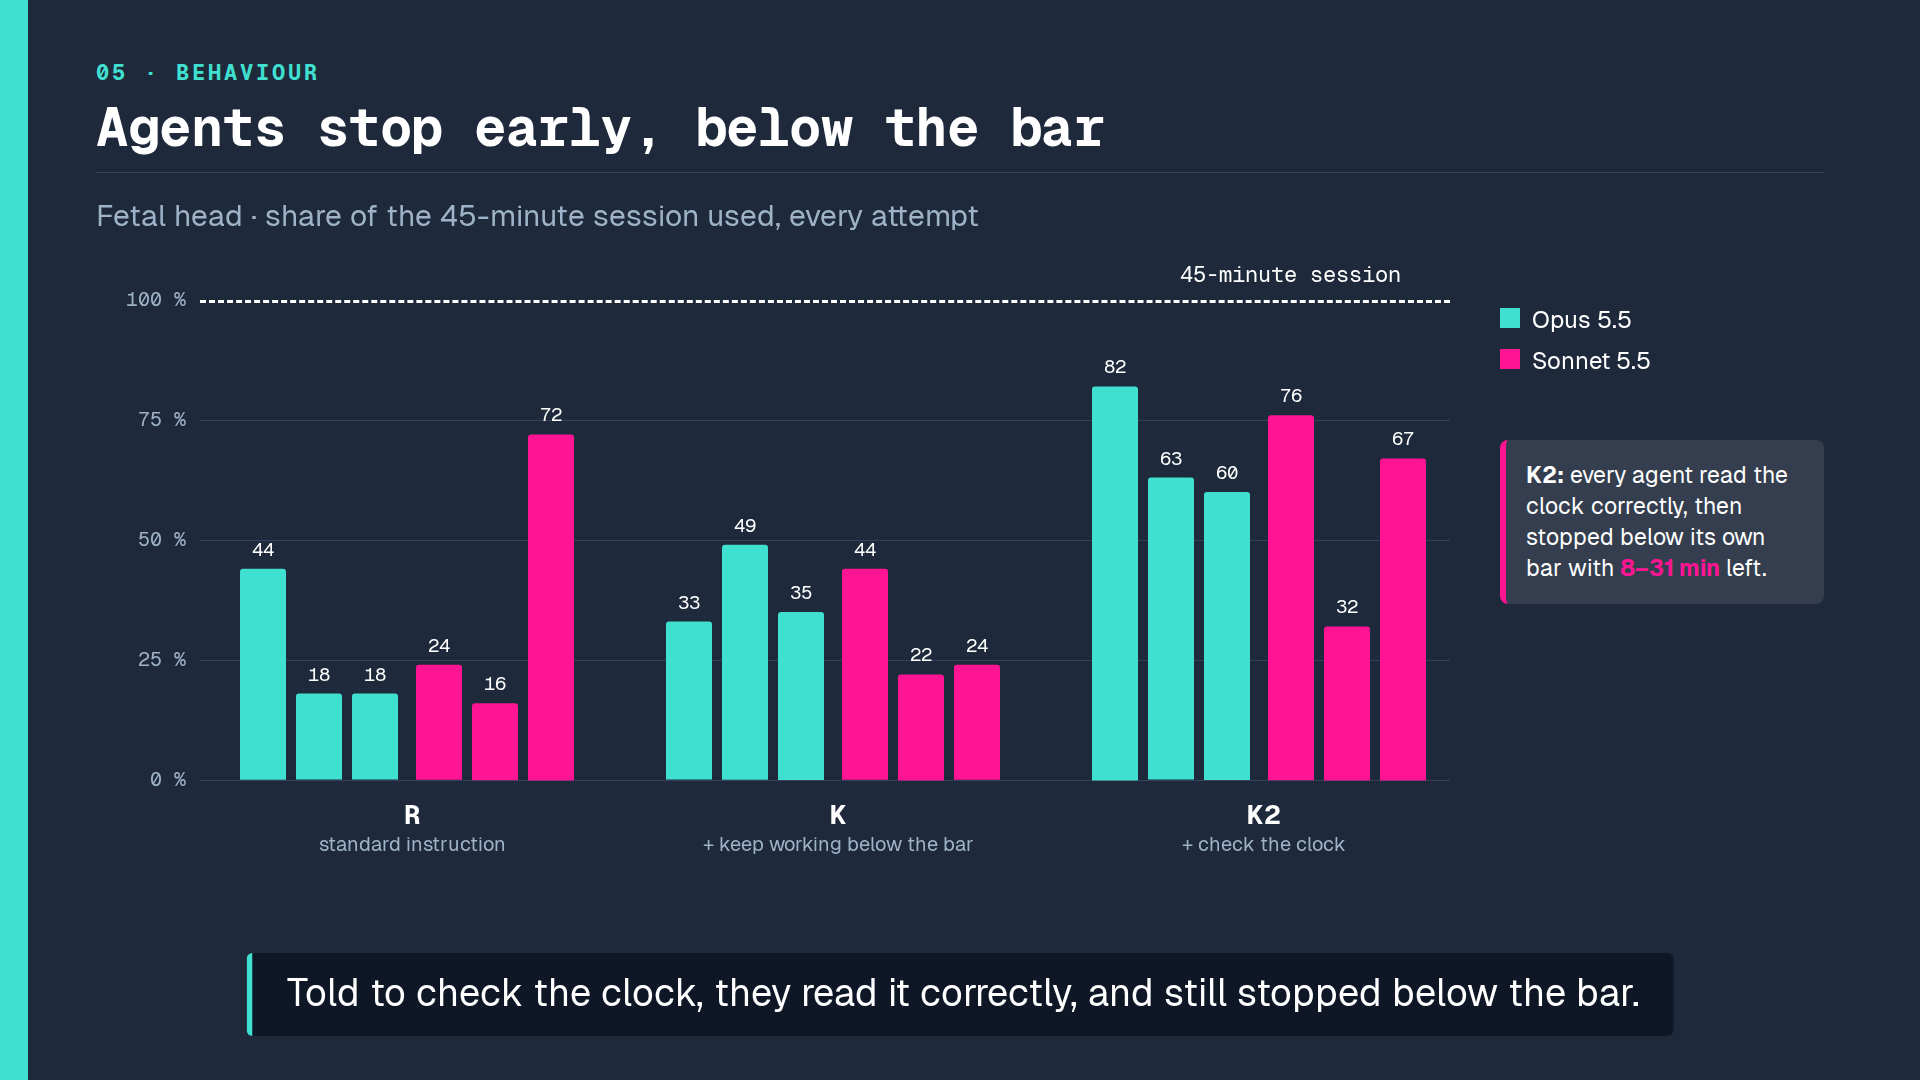 05 · BEHAVIOUR
Agents stop early, below the bar
Fetal head · share of the 45-minute session used, every attempt
45-minute session
100 %
75 %
50 %
25 %
0 %
44
18
18
24
16
72
33
49
35
44
22
24
82
63
60
76
32
67
R
standard instruction
K
+ keep working below the bar
K2
+ check the clock
Opus 5.5
Sonnet 5.5
K2: every agent read the
clock correctly, then
stopped below its own
bar with 8–31 min left.
Told to check the clock, they read it correctly, and still stopped below the bar.